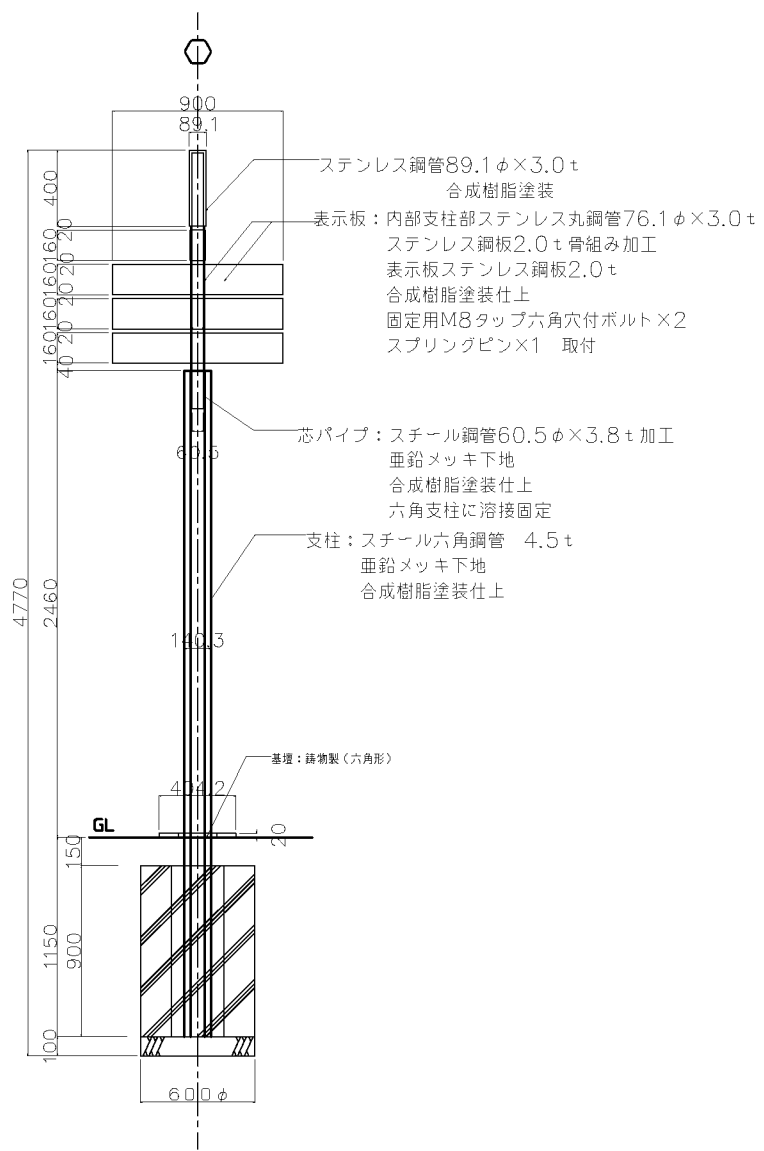 900
89.1
400
20
160
20
160
20
160
20
160
40
ステンレス鋼管89.1φ×3.0t
合成樹脂塗装
表示板：内部支柱部ステンレス丸鋼管76.1φ×3.0t
ステンレス鋼板2.0t骨組み加工
表示板ステンレス鋼板2.0t
合成樹脂塗装仕上
固定用M8タップ六角穴付ボルト×2
スプリングピン×1　取付
芯パイプ：スチール鋼管60.5φ×3.8t加工
亜鉛メッキ下地
合成樹脂塗装仕上
六角支柱に溶接固定
60.5
支柱：スチール六角鋼管　4.5t
亜鉛メッキ下地
合成樹脂塗装仕上
4770
2460
140.3
基壇：鋳物製（六角形）
404.2
GL
20
150
1150
900
100
600φ